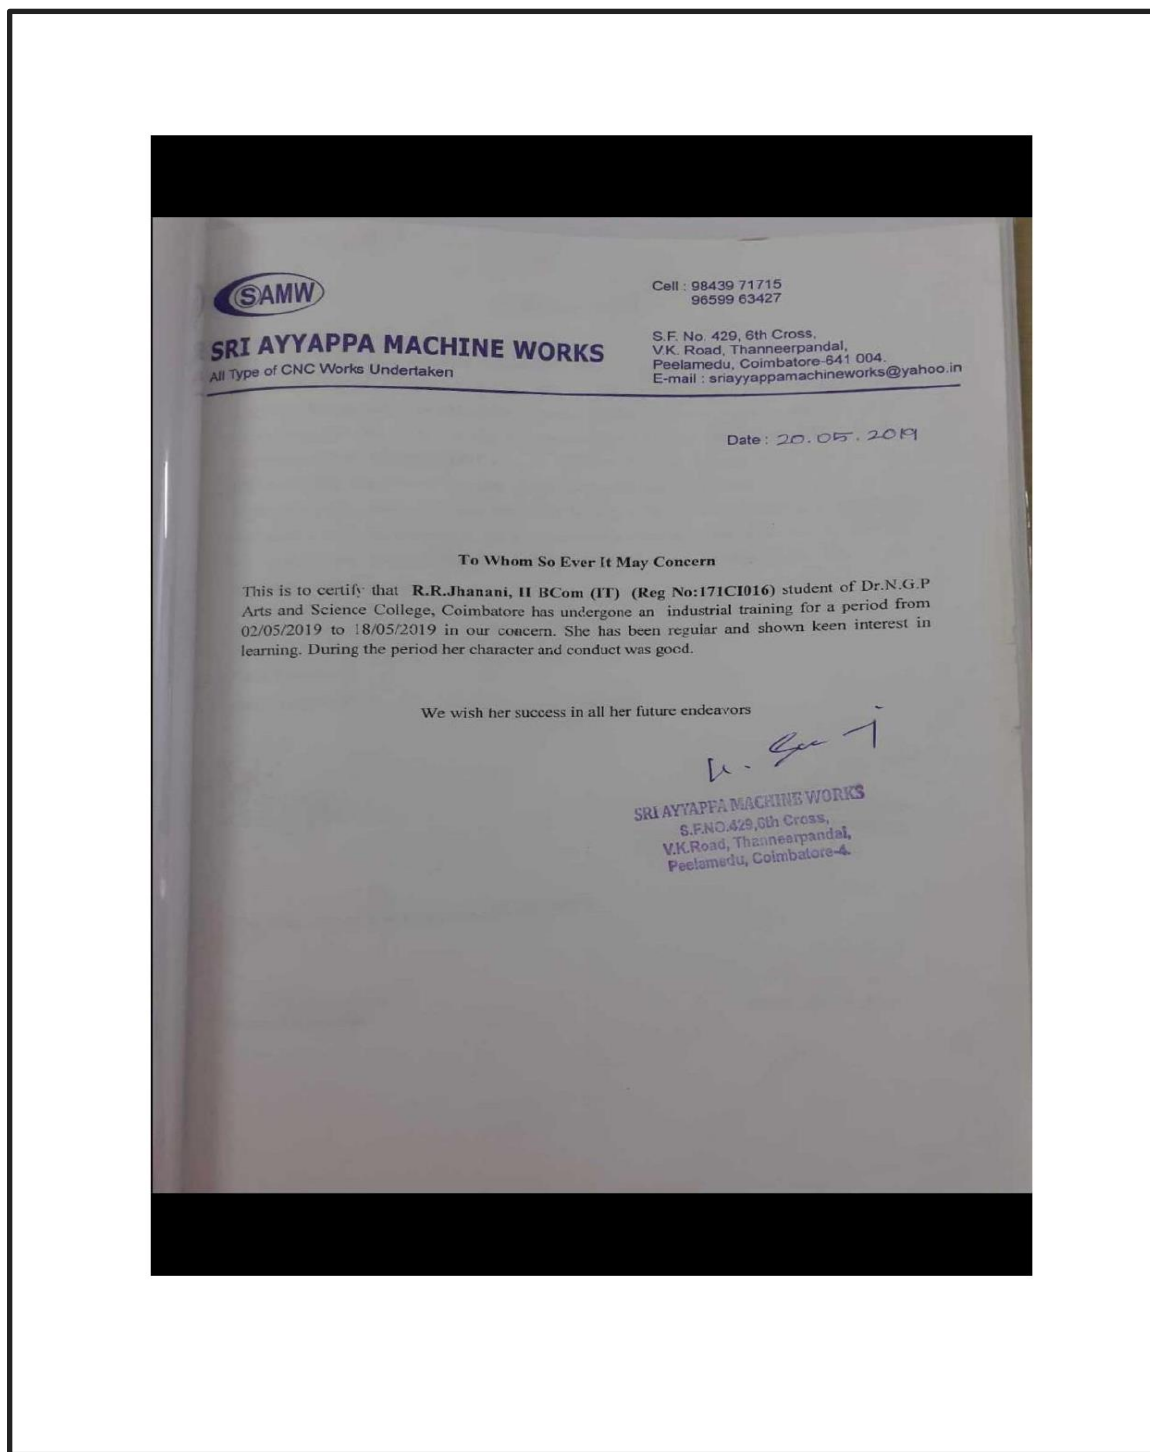 SAMW
SRI AYYAPPA MACHINE WORKS
All Type of CNC Works Undertaken
Cell : 98439 71715
96599 63427
S.F. No. 429, 6th Cross,
V.K. Road, Thanneerpandal,
Peelamedu, Coimbatore-641 004.
E-mail : sriayyappamachineworks@yahoo.in
Date : 20.05.2019
To Whom So Ever It May Concern
This is to certify that R.R.Jhanani, II BCom (IT) (Reg No:171CI016) student of Dr.N.G.P
Arts and Science College, Coimbatore has undergone an industrial training for a period from
02/05/2019 to 18/05/2019 in our concern. She has been regular and shown keen interest in
learning. During the period her character and conduct was good.
We wish her success in all her future endeavors
SRI AYYAPPA MACHINE WORKS
S.F.NO.429,6th Cross,
V.K.Road, Thanneerpandal,
Peelamedu, Coimbatore-4.